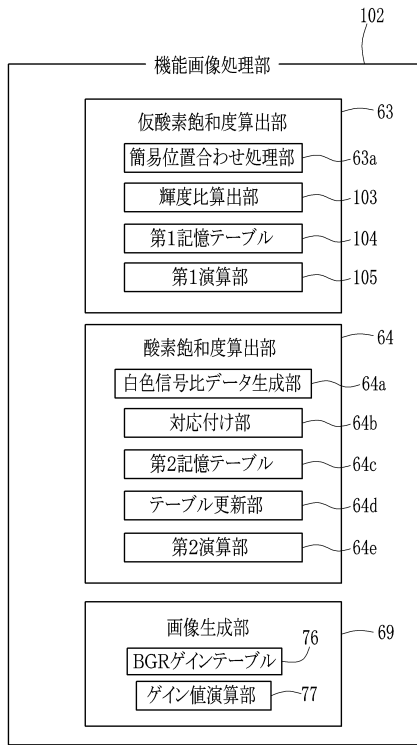 102
機能画像処理部
仮酸素飽和度算出部 63
簡易位置合わせ処理部 63a
輝度比算出部 103
第1記憶テーブル 104
第1演算部 105
酸素飽和度算出部 64
白色信号比データ生成部 64a
対応付け部 64b
第2記憶テーブル 64c
テーブル更新部 64d
第2演算部 64e
画像生成部 69
76
BGRゲインテーブル
ゲイン値演算部 77